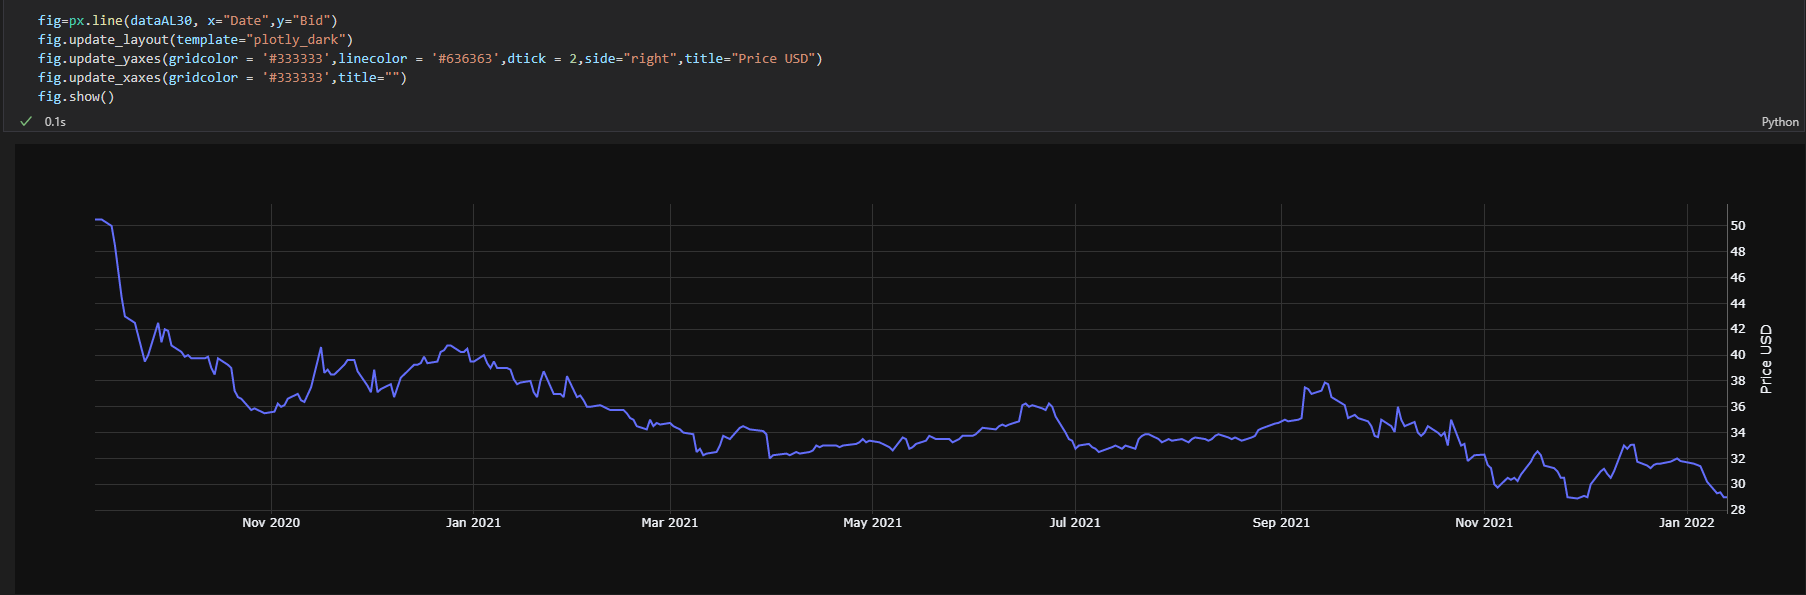 fig=px.line(dataAL30, x="Date",y="Bid")
fig.update_layout(template="plotly_dark")
fig.update_yaxes(gridcolor = '#333333',linecolor = '#636363',dtick = 2,side="right",title="Price USD")
fig.update_xaxes(gridcolor = '#333333',title="")
fig.show()
0.1s
Python
50
48
46
44
42
40
38
36
34
32
30
28
Price USD
Nov 2020 Jan 2021 Mar 2021 May 2021 Jul 2021 Sep 2021 Nov 2021 Jan 2022